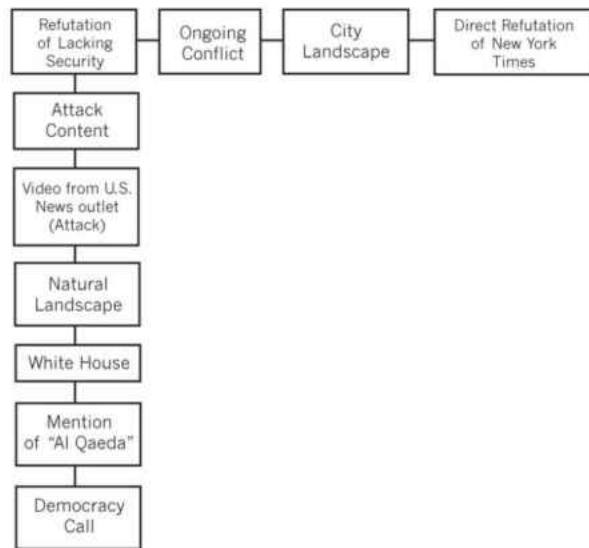 Refutation
of Lacking
Security
Ongoing
Conflict
City
Landscape
Direct Refutation
of New York
Times
Attack
Content
Video from U.S.
News outlet
(Attack)
Natural
Landscape
White House
Mention
of “Al Qaeda”
Democracy
Call